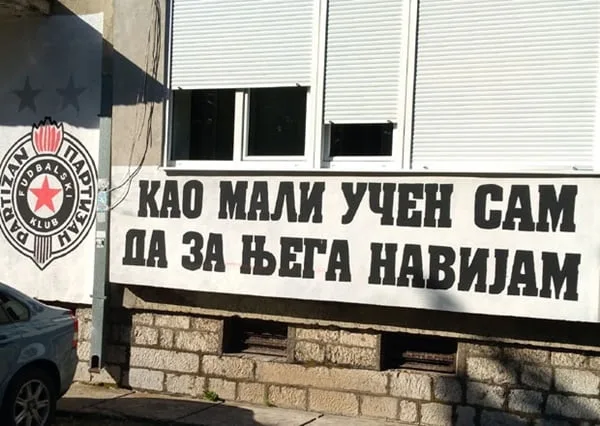 PARTIZAN
ПАРТИЗАН
FUDBALSKI
KLUB
КАО МАЛИ УЧЕН САМ
ДА ЗА ЊЕГА НАВИЈАМ